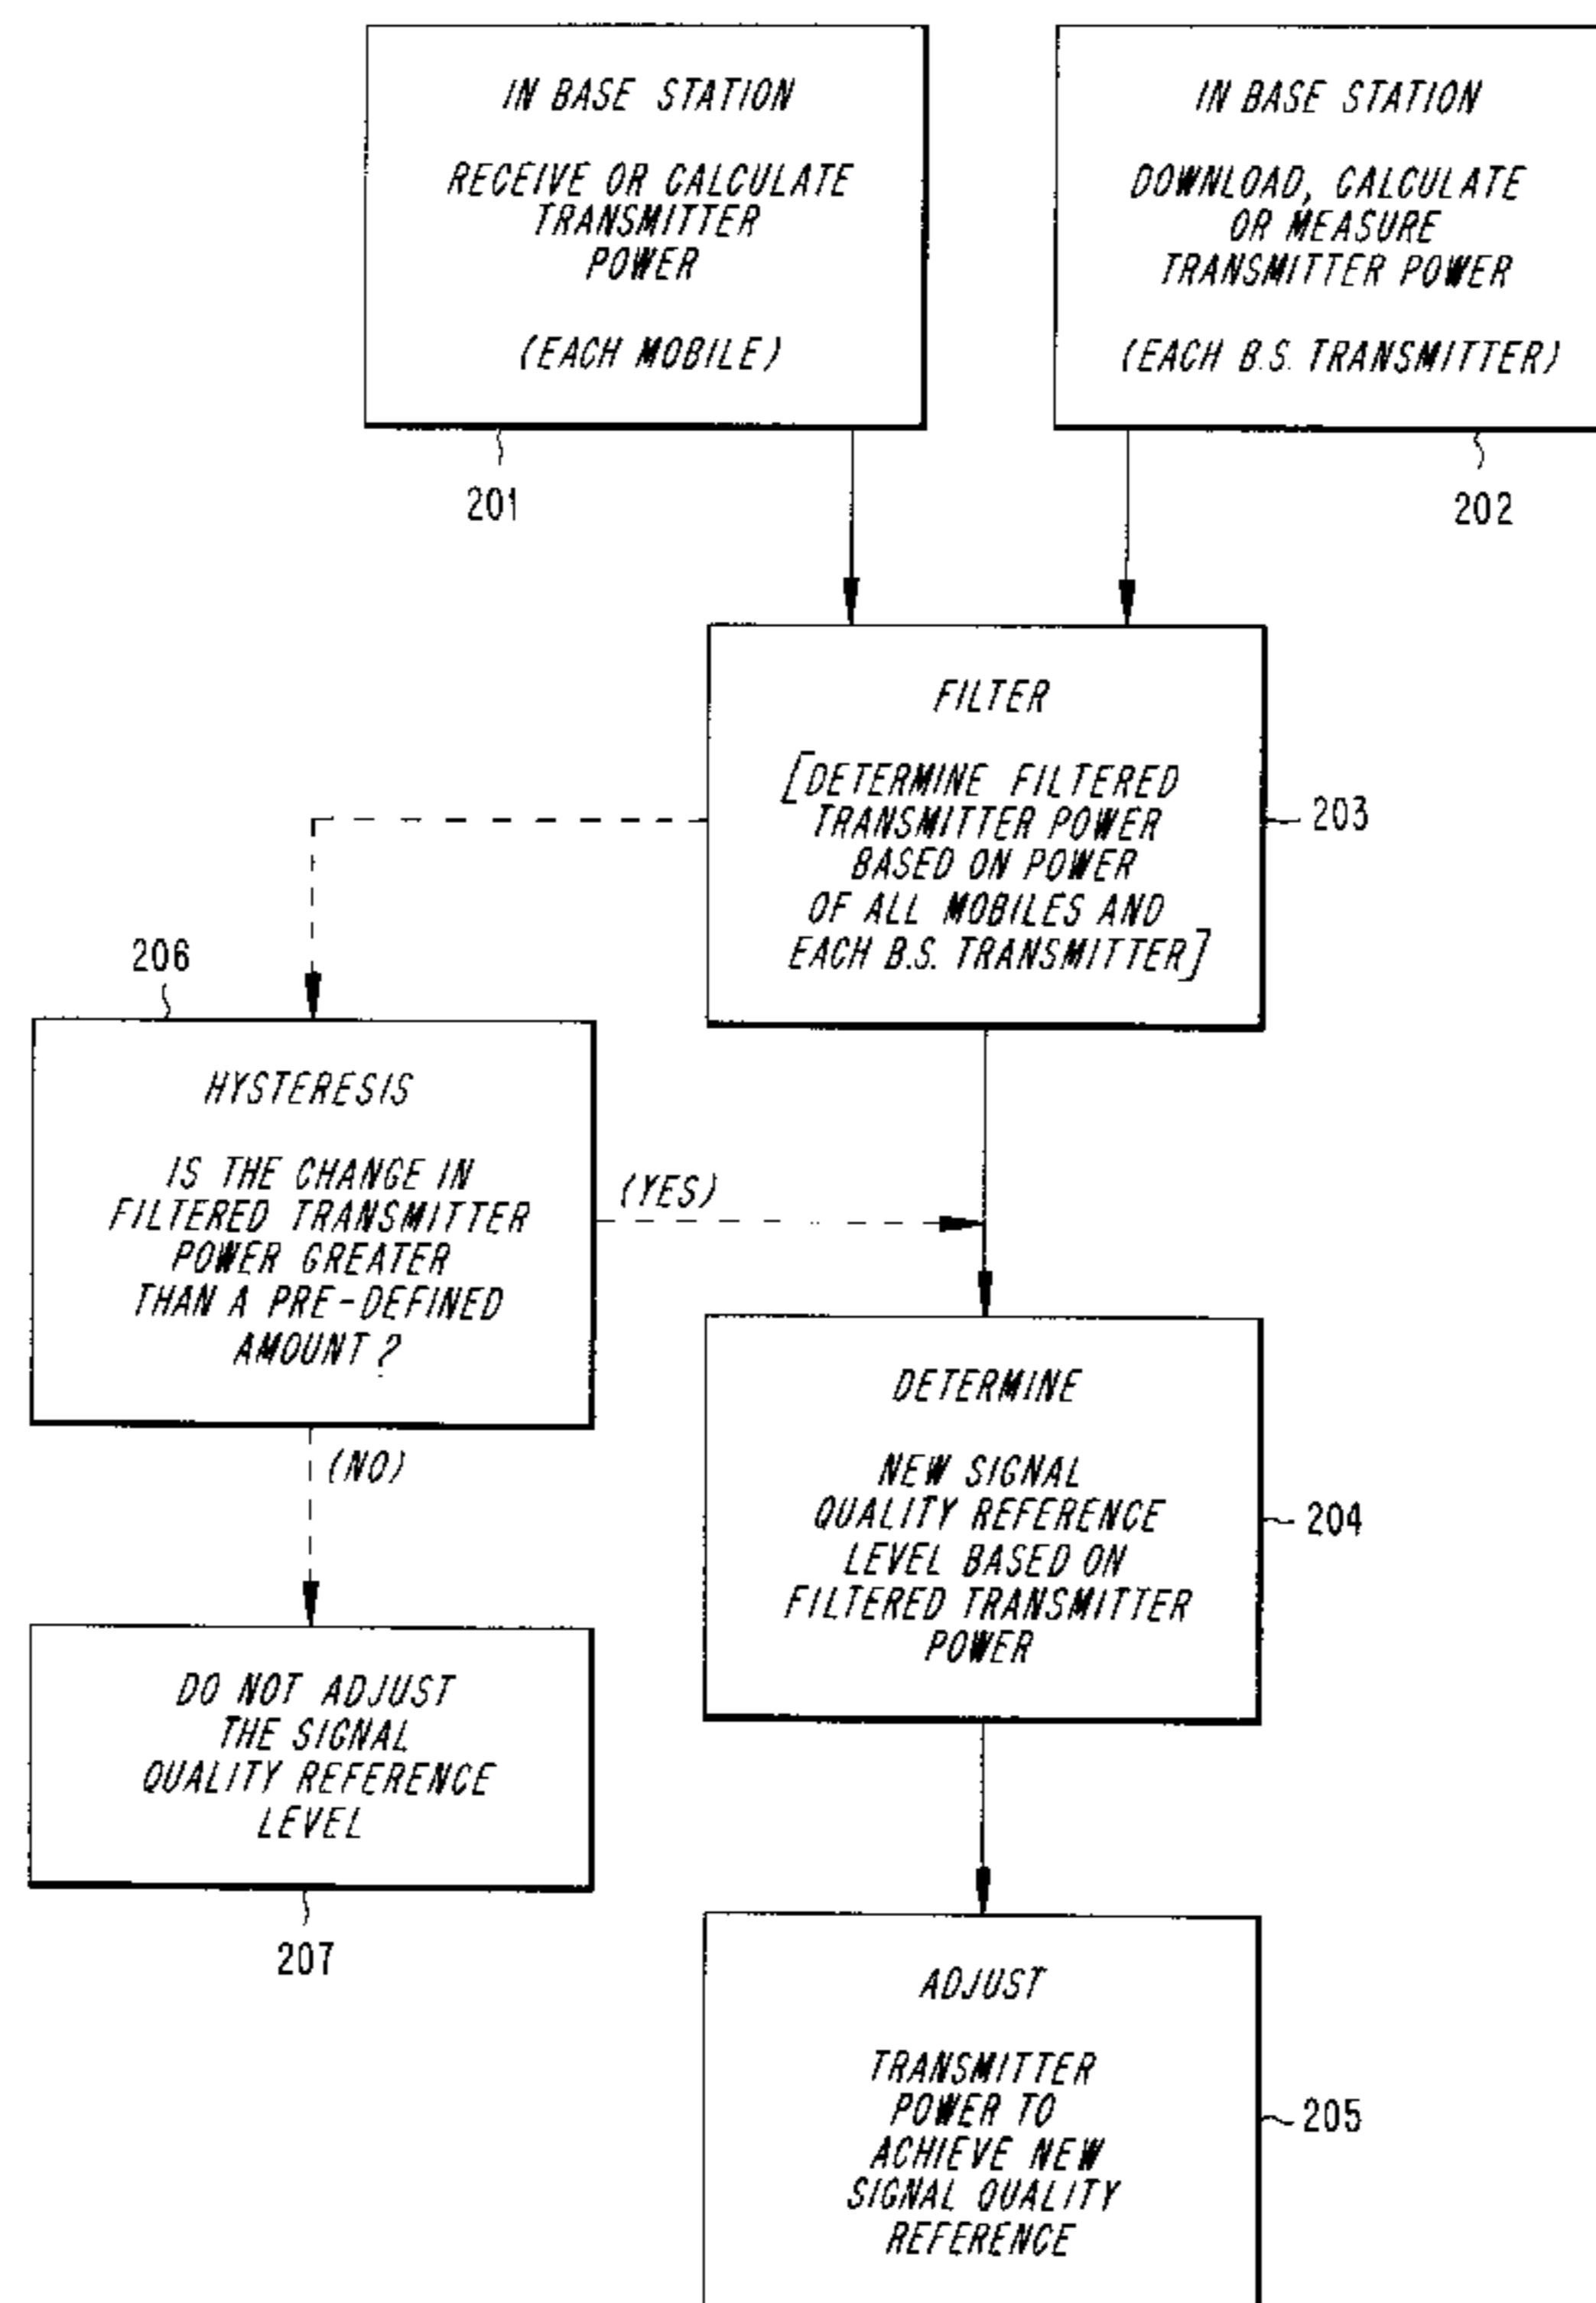 IN BASE STATION
RECEIVE OR CALCULATE
TRANSMITTER
POWER
(EACH MOBILE)
201
IN BASE STATION
DOWNLOAD, CALCULATE
OR MEASURE
TRANSMITTER POWER
(EACH B.S. TRANSMITTER)
202
FILTER
[DETERMINE FILTERED
TRANSMITTER POWER
BASED ON POWER
OF ALL MOBILES AND
EACH B.S. TRANSMITTER]
203
206
HYSTERESIS
IS THE CHANGE IN
FILTERED TRANSMITTER
POWER GREATER
THAN A PRE-DEFINED
AMOUNT?
(YES)
(NO)
DETERMINE
NEW SIGNAL
QUALITY REFERENCE
LEVEL BASED ON
FILTERED TRANSMITTER
POWER
204
DO NOT ADJUST
THE SIGNAL
QUALITY REFERENCE
LEVEL
207
ADJUST
TRANSMITTER
POWER TO
ACHIEVE NEW
SIGNAL QUALITY
REFERENCE
205